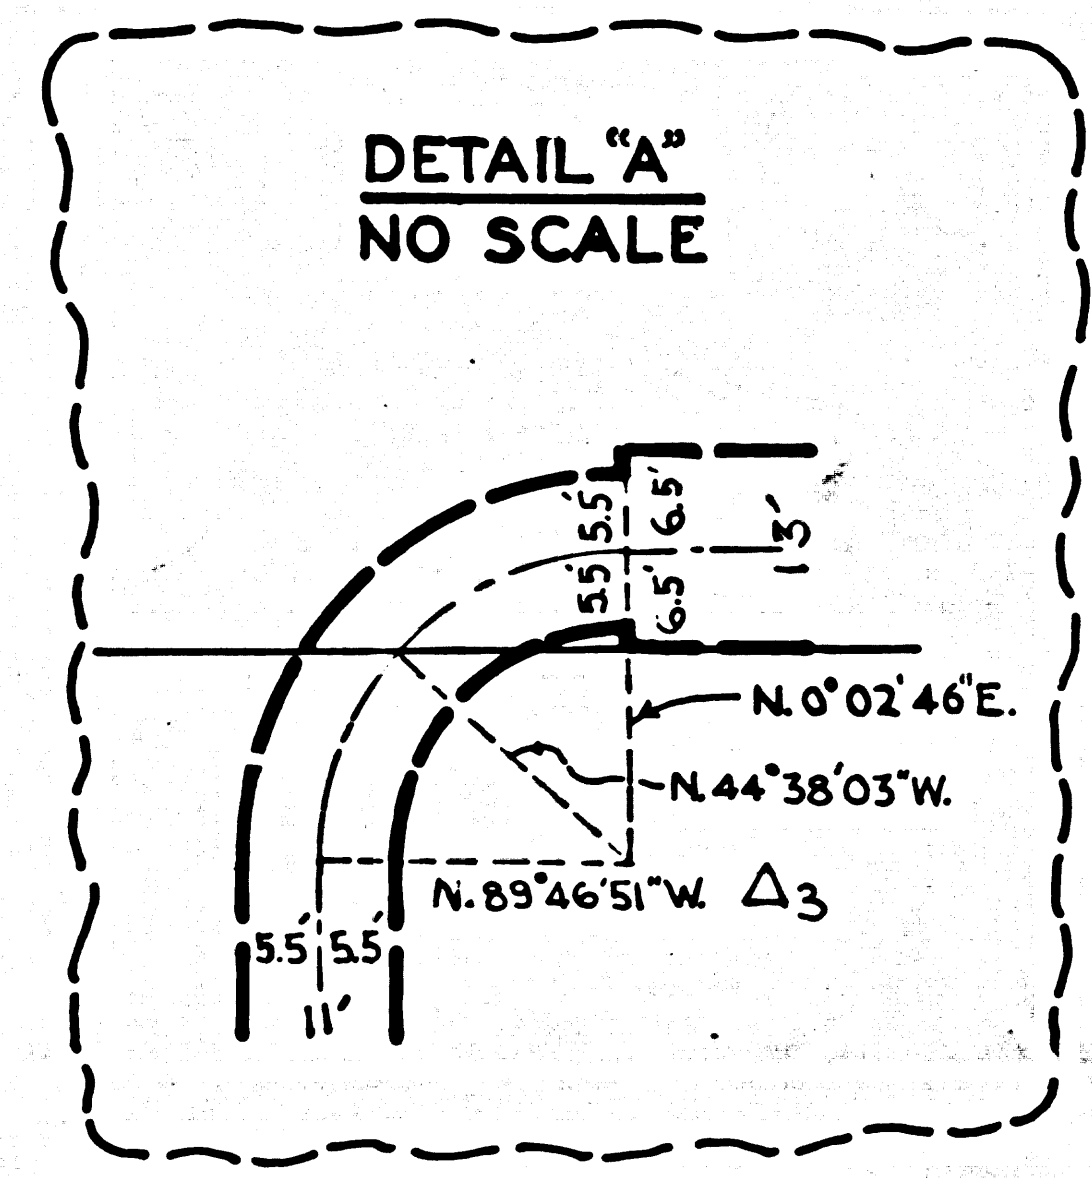 DETAIL "A"
NO SCALE
5.5'
6.5'
13'
5.5'
6.5'
N. 0° 02' 46" E.
N. 44° 38' 03" W.
N. 89° 46' 51" W. Δ3
5.5' 5.5'
11'